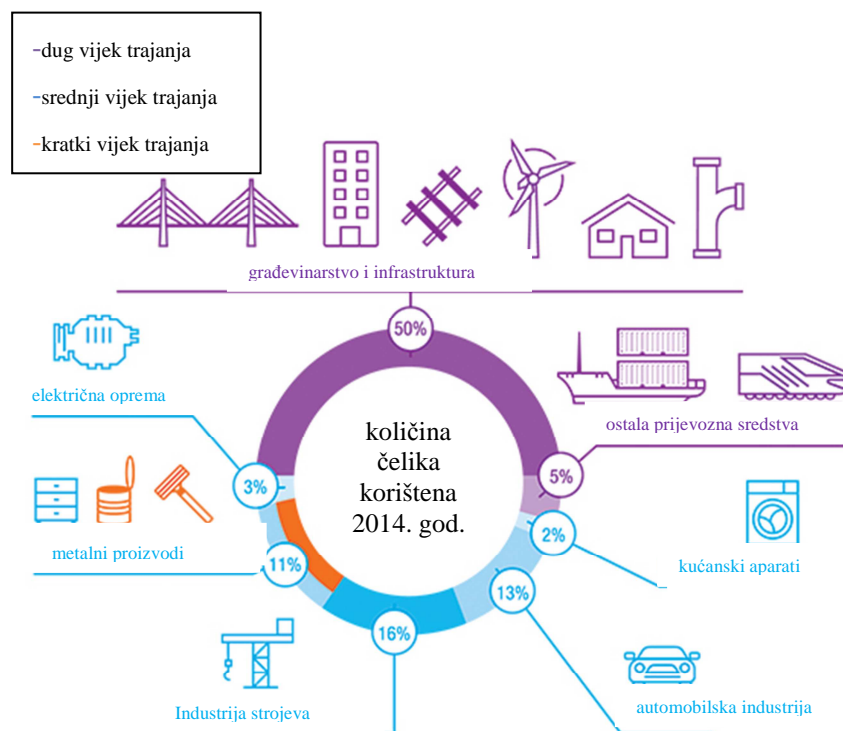 -dug vijek trajanja
-srednji vijek trajanja
-kratki vijek trajanja
građevinarstvo i infrastruktura
50%
električna oprema
ostala prijevozna sredstva
količina
čelika
korištena
2014. god.
3%
5%
metalni proizvodi
2%
kućanski aparati
11%
13%
16%
Industrija strojeva
automobilska industrija